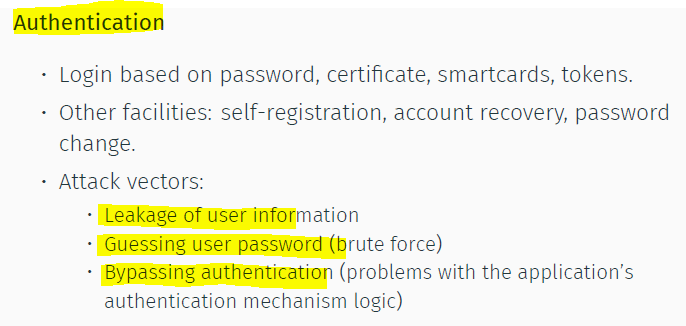 Authentication
• Login based on password, certificate, smartcards, tokens.
• Other facilities: self-registration, account recovery, password
change.
• Attack vectors:
• Leakage of user information
• Guessing user password (brute force)
• Bypassing authentication (problems with the application’s
authentication mechanism logic)